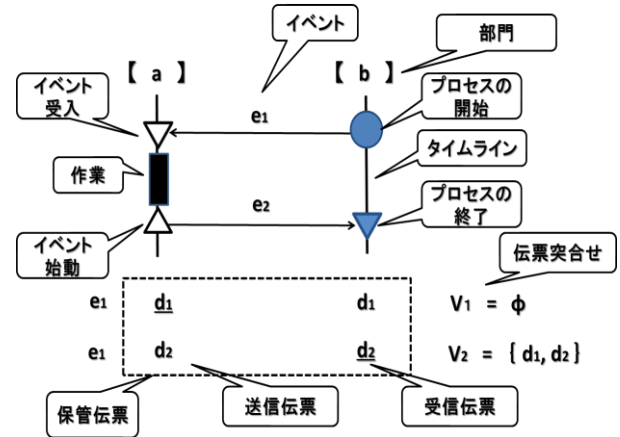 イベント
部門
【 a 】
【 b 】
イベント
受入
プロセスの
開始
e₁
作業
タイムライン
e₂
プロセスの
終了
イベント
始動
伝票突合せ
e₁ d₁ d₁ V₁ = ϕ
e₁ d₂ d₂ V₂ = { d₁, d₂ }
保管伝票
送信伝票
受信伝票